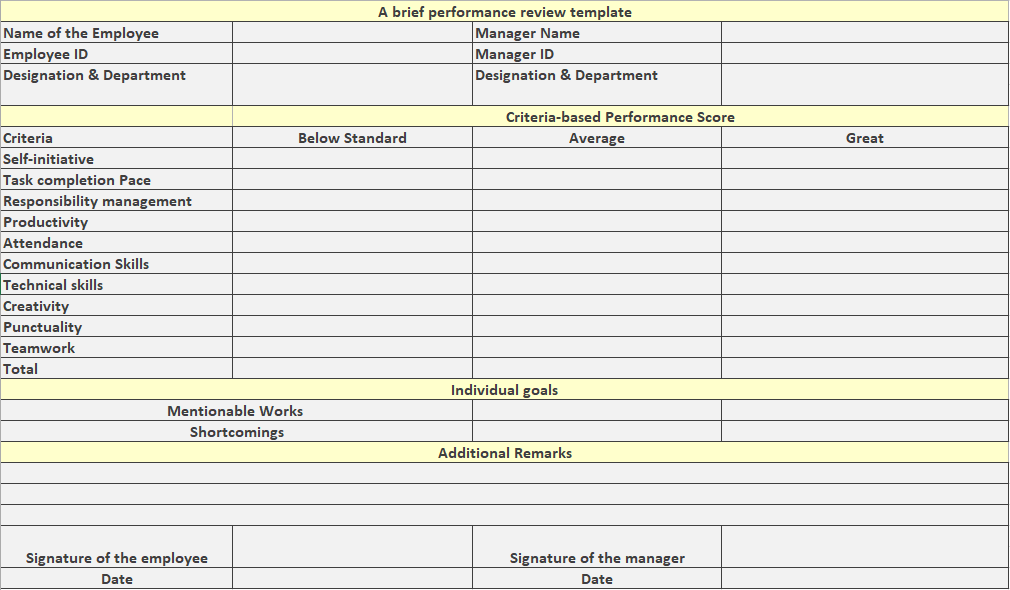 A brief performance review template
Name of the Employee Manager Name
Employee ID Manager ID
Designation & Department Designation & Department
Criteria-based Performance Score
Criteria Below Standard Average Great
Self-initiative
Task completion Pace
Responsibility management
Productivity
Attendance
Communication Skills
Technical skills
Creativity
Punctuality
Teamwork
Total
Individual goals
Mentionable Works
Shortcomings
Additional Remarks
Signature of the employee Signature of the manager
Date Date